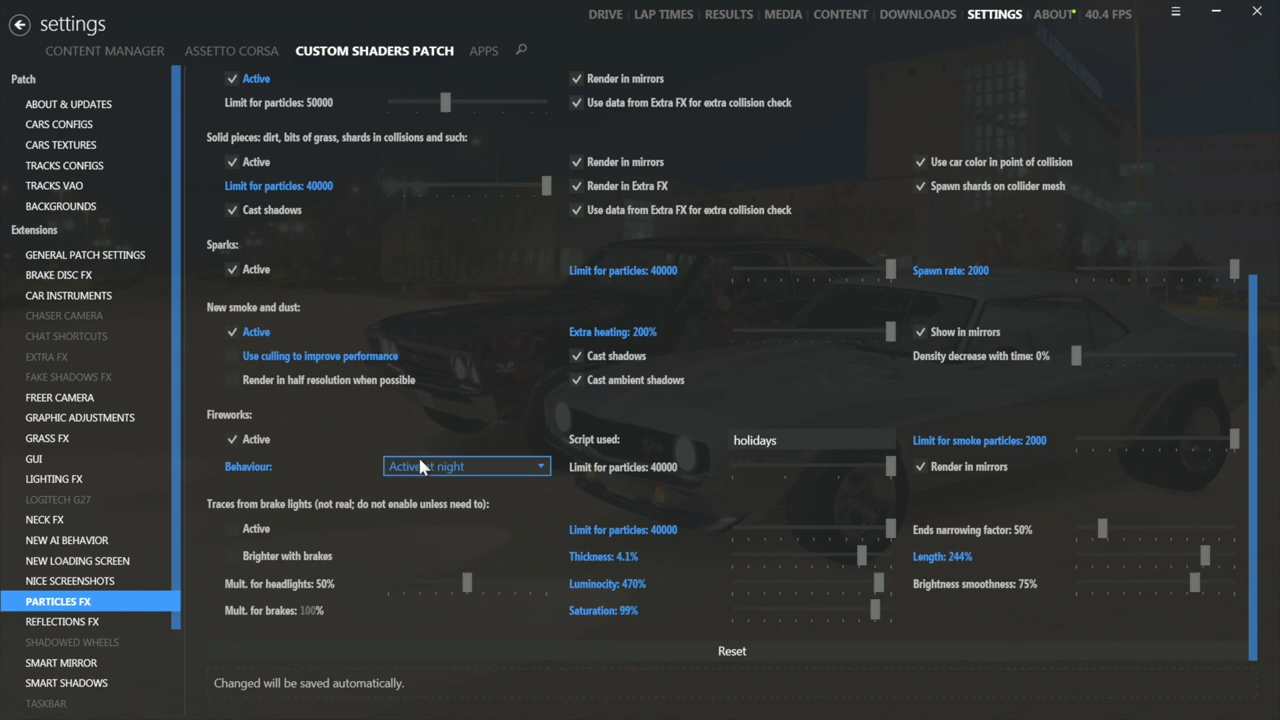 settings
DRIVE | LAP TIMES | RESULTS | MEDIA | CONTENT | DOWNLOADS | SETTINGS | ABOUT | 40.4 FPS
CONTENT MANAGER ASSETTO CORSA CUSTOM SHADERS PATCH APPS
Patch
ABOUT & UPDATES
CARS CONFIGS
CARS TEXTURES
TRACKS CONFIGS
TRACKS VAO
BACKGROUNDS
Extensions
GENERAL PATCH SETTINGS
BRAKE DISC FX
CAR INSTRUMENTS
CHASER CAMERA
CHAT SHORTCUTS
EXTRA FX
FAKE SHADOWS FX
FREER CAMERA
GRAPHIC ADJUSTMENTS
GRASS FX
GUI
LIGHTING FX
LOGITECH G27
NECK FX
NEW AI BEHAVIOR
NEW LOADING SCREEN
NICE SCREENSHOTS
PARTICLES FX
REFLECTIONS FX
SHADOWED WHEELS
SMART MIRROR
SMART SHADOWS
TASKBAR
Active Render in mirrors
Limit for particles: 50000 Use data from Extra FX for extra collision check
Solid pieces: dirt, bits of grass, shards in collisions and such:
Active Render in mirrors Use car color in point of collision
Limit for particles: 40000 Render in Extra FX Spawn shards on collider mesh
Cast shadows Use data from Extra FX for extra collision check
Sparks:
Active Limit for particles: 40000 Spawn rate: 2000
New smoke and dust:
Active Extra heating: 200% Show in mirrors
Use culling to improve performance Cast shadows Density decrease with time: 0%
Render in half resolution when possible Cast ambient shadows
Fireworks:
Active Script used: holidays Limit for smoke particles: 2000
Behaviour: Active at night Limit for particles: 40000 Render in mirrors
Traces from brake lights (not real; do not enable unless need to):
Active Limit for particles: 40000 Ends narrowing factor: 50%
Brighter with brakes Thickness: 4.1% Length: 244%
Mult. for headlights: 50% Luminocity: 470% Brightness smoothness: 75%
Mult. for brakes: 100% Saturation: 99%
Reset
Changed will be saved automatically.